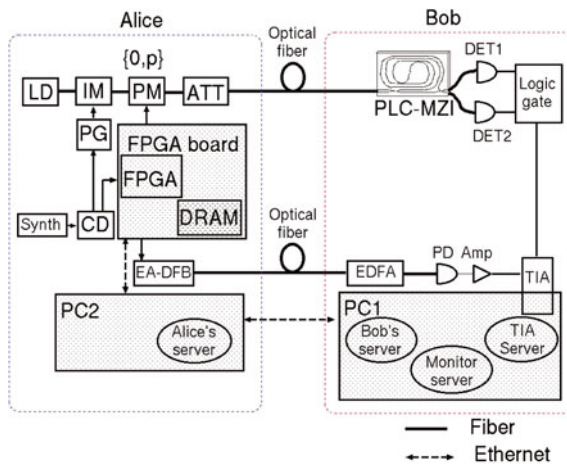 Alice
Bob
Optical
fiber
{0,p}
LD
IM
PM
ATT
DET1
PLC-MZI
Logic
gate
DET2
PG
FPGA board
FPGA
DRAM
Synth
CD
Optical
fiber
EA-DFB
EDFA
PD
Amp
TIA
PC2
Alice's
server
PC1
Bob's
server
TIA
Server
Monitor
server
Fiber
Ethernet